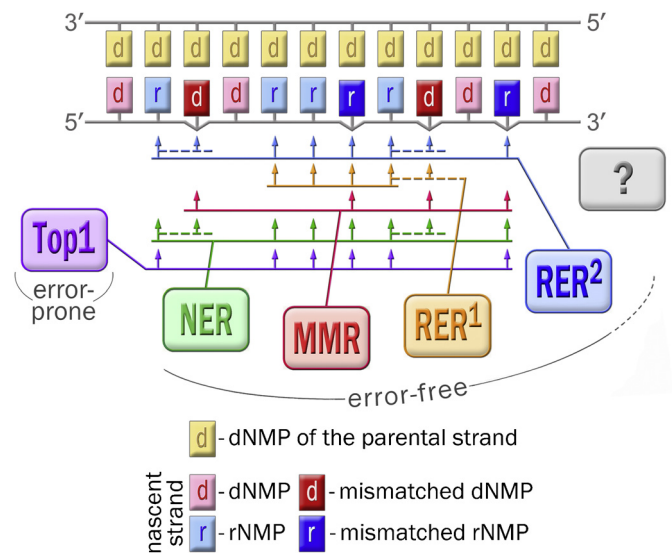 3′ 5′
d d d d d d d d d d d d
d r d d r r r r d d r d
5′ 3′
?
Top1
error-
prone
NER
MMR
RER¹
RER²
error-free
d - dNMP of the parental strand
nascent
strand
d - dNMP d - mismatched dNMP
r - rNMP r - mismatched rNMP